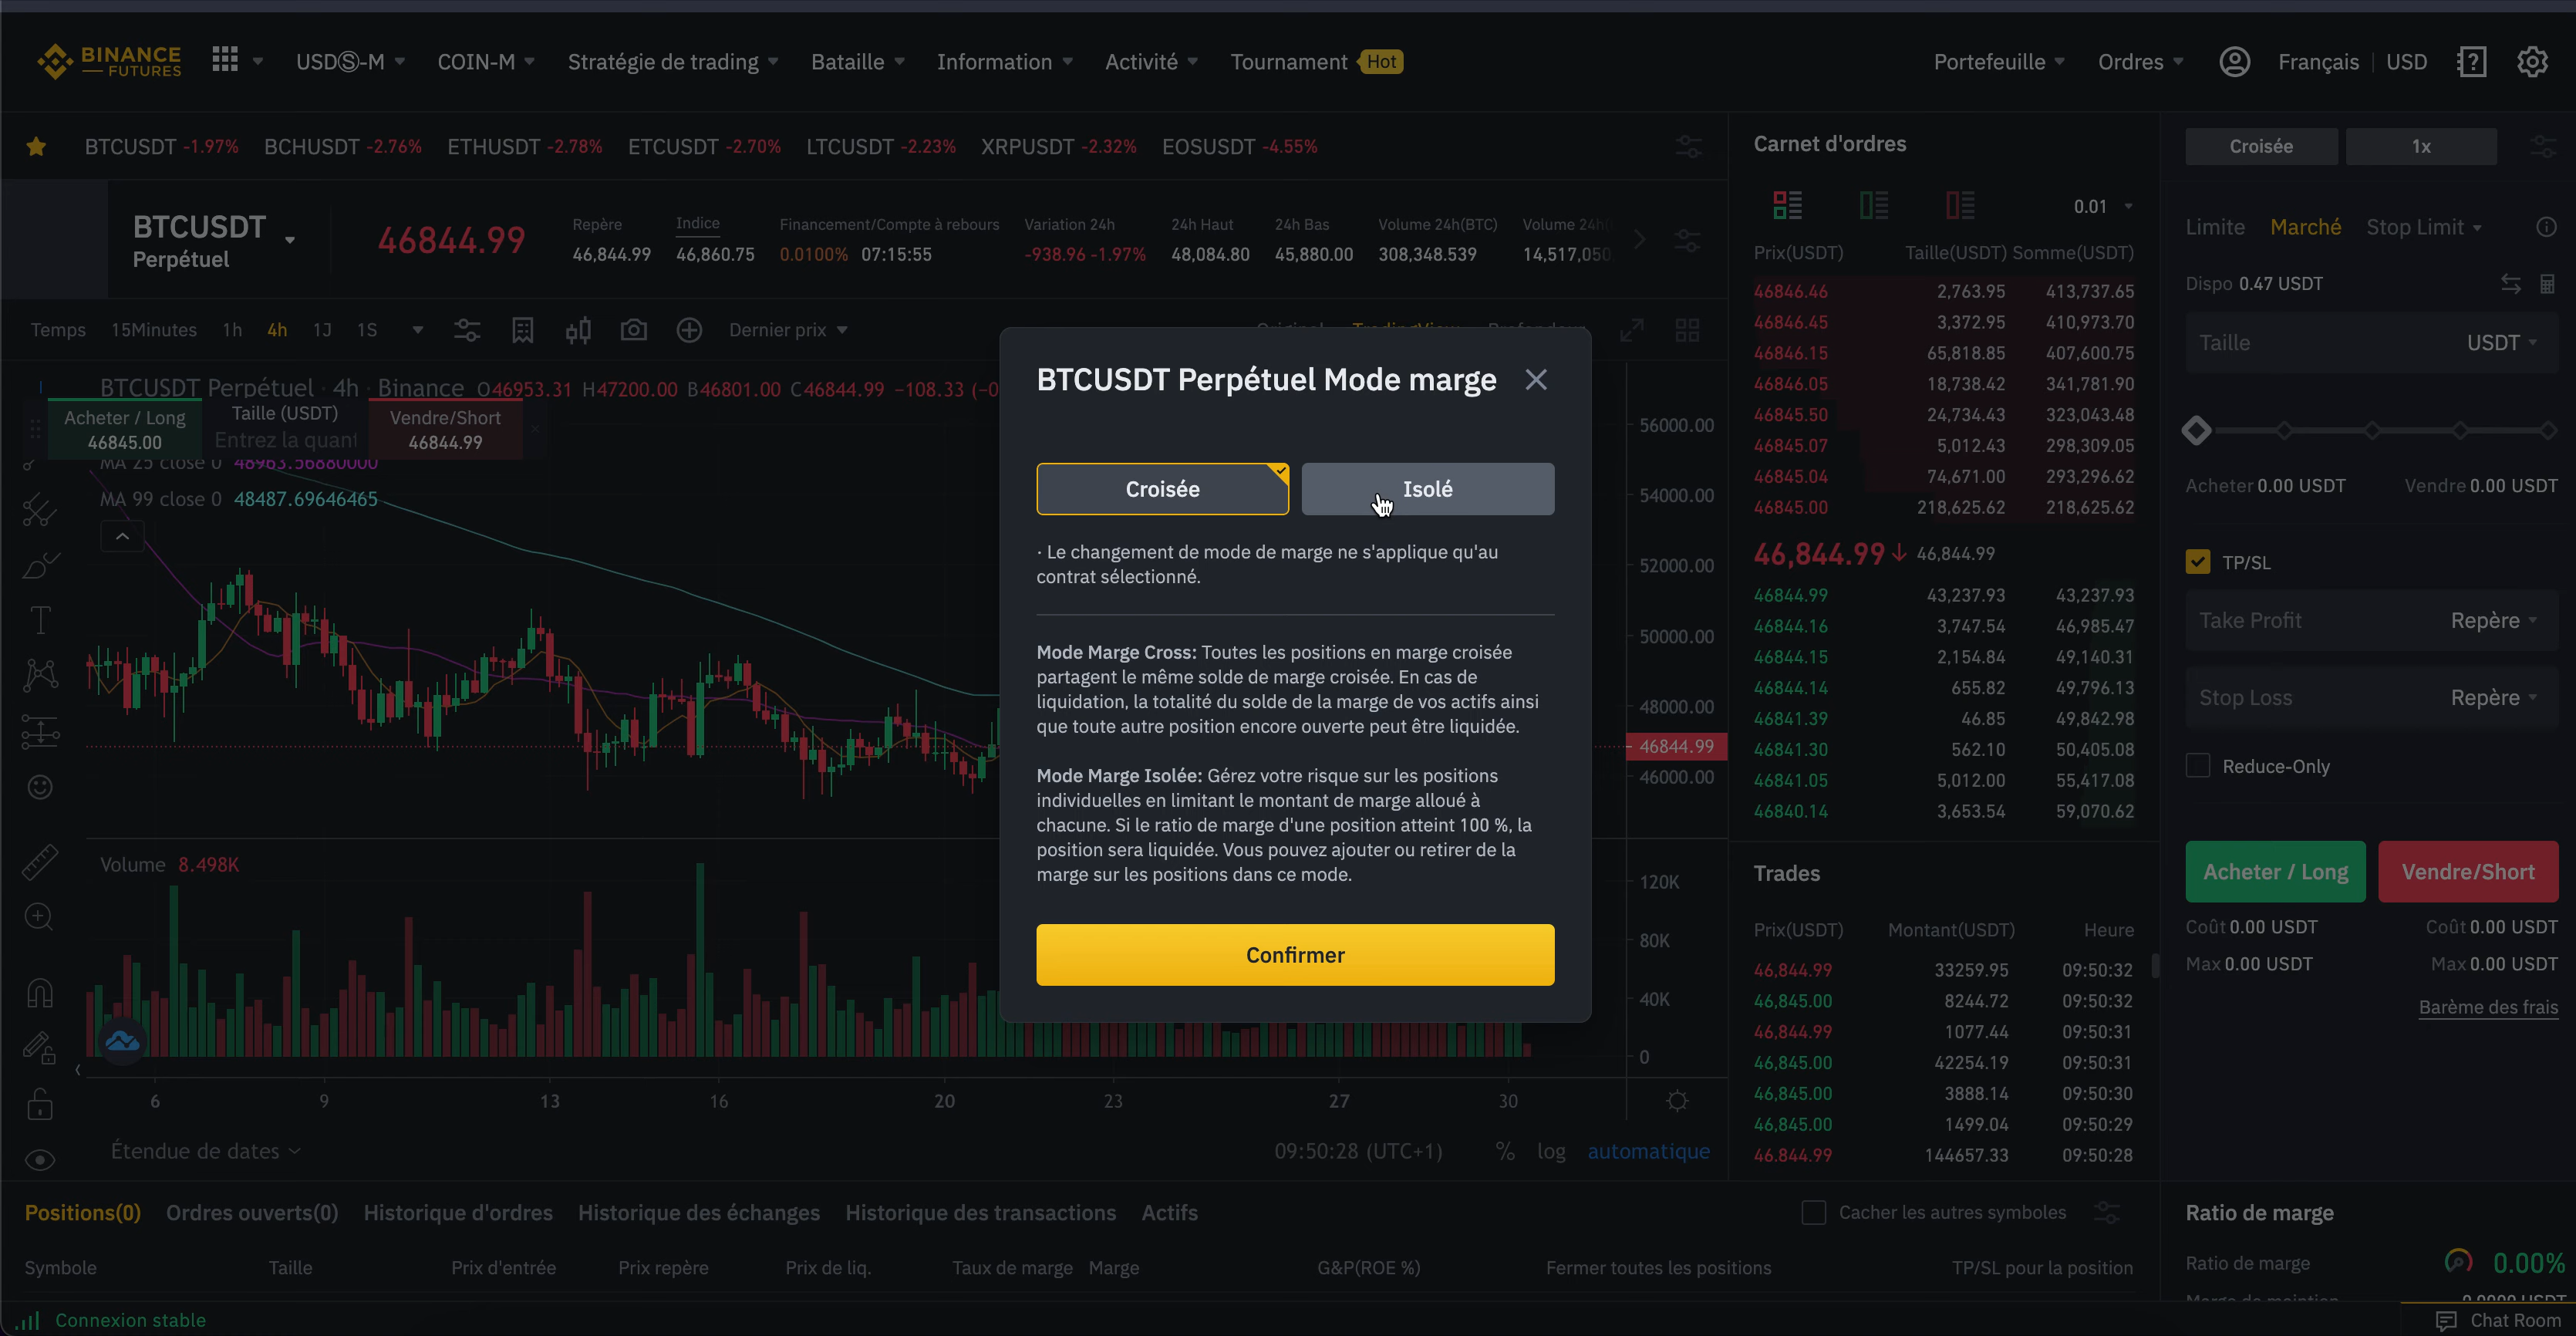 BINANCE
FUTURES
USDⓈ-M
COIN-M
Stratégie de trading
Bataille
Information
Activité
Tournament Hot
Portefeuille
Ordres
Français | USD
BTCUSDT -1.97% BCHUSDT -2.76% ETHUSDT -2.78% ETCUSDT -2.70% LTCUSDT -2.23% XRPUSDT -2.32% EOSUSDT -4.55%
BTCUSDT
Perpétuel
46844.99
Repère
46,844.99
Indice
46,860.75
Financement/Compte à rebours
0.0100% 07:15:55
Variation 24h
-938.96 -1.97%
24h Haut
48,084.80
24h Bas
45,880.00
Volume 24h(BTC)
308,348.539
Volume 24h
14,517,050.
Temps 15Minutes 1h 4h 1J 1S
Dernier prix
BTCUSDT Perpétuel · 4h · Binance O46953.31 H47200.00 B46801.00 C46844.99 −108.33
Acheter / Long
46845.00
Taille (USDT)
Entrez la quant
Vendre/Short
46844.99
MA 25 close 0 48963.56880000
MA 99 close 0 48487.69646465
56000.00
54000.00
52000.00
50000.00
48000.00
46844.99
46000.00
Volume 8.498K
120K
80K
40K
0
6 9 13 16 20 23 27 30
Étendue de dates
09:50:28 (UTC+1) % log automatique
BTCUSDT Perpétuel Mode marge
Croisée
Isolé
· Le changement de mode de marge ne s'applique qu'au
contrat sélectionné.
Mode Marge Cross: Toutes les positions en marge croisée
partagent le même solde de marge croisée. En cas de
liquidation, la totalité du solde de la marge de vos actifs ainsi
que toute autre position encore ouverte peut être liquidée.
Mode Marge Isolée: Gérez votre risque sur les positions
individuelles en limitant le montant de marge alloué à
chacune. Si le ratio de marge d'une position atteint 100 %, la
position sera liquidée. Vous pouvez ajouter ou retirer de la
marge sur les positions dans ce mode.
Confirmer
Carnet d'ordres
0.01
Prix(USDT) Taille(USDT) Somme(USDT)
46846.46 2,763.95 413,737.65
46846.45 3,372.95 410,973.70
46846.15 65,818.85 407,600.75
46846.05 18,738.42 341,781.90
46845.50 24,734.43 323,043.48
46845.07 5,012.43 298,309.05
46845.04 74,671.00 293,296.62
46845.00 218,625.62 218,625.62
46,844.99 46,844.99
46844.99 43,237.93 43,237.93
46844.16 3,747.54 46,985.47
46844.15 2,154.84 49,140.31
46844.14 655.82 49,796.13
46841.39 46.85 49,842.98
46841.30 562.10 50,405.08
46841.05 5,012.00 55,417.08
46840.14 3,653.54 59,070.62
Trades
Prix(USDT) Montant(USDT) Heure
46,844.99 33259.95 09:50:32
46,845.00 8244.72 09:50:32
46,844.99 1077.44 09:50:31
46,845.00 42254.19 09:50:31
46,845.00 3888.14 09:50:30
46,845.00 1499.04 09:50:29
46,844.99 144657.33 09:50:28
Croisée 1x
Limite Marché Stop Limit
Dispo 0.47 USDT
Taille USDT
Acheter 0.00 USDT Vendre 0.00 USDT
TP/SL
Take Profit Repère
Stop Loss Repère
Reduce-Only
Acheter / Long Vendre/Short
Coût 0.00 USDT Coût 0.00 USDT
Max 0.00 USDT Max 0.00 USDT
Barème des frais
Positions(0) Ordres ouverts(0) Historique d'ordres Historique des échanges Historique des transactions Actifs
Cacher les autres symboles
Symbole Taille Prix d'entrée Prix repère Prix de liq. Taux de marge Marge G&P(ROE %) Fermer toutes les positions TP/SL pour la position
Ratio de marge
Ratio de marge 0.00%
Connexion stable
Chat Room